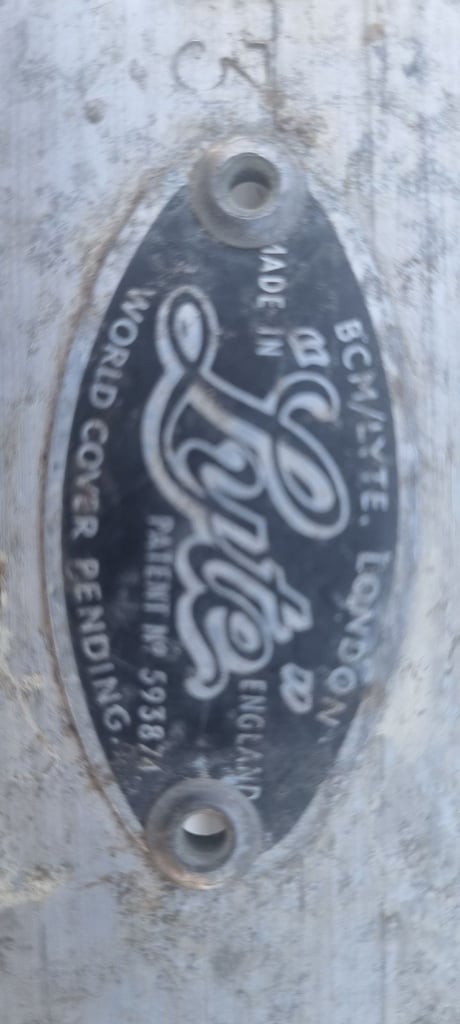 BCM/LYTE. LONDON.
"Lyte"
MADE IN ENGLAND
PATENT Nº 593874
WORLD COVER PENDING.